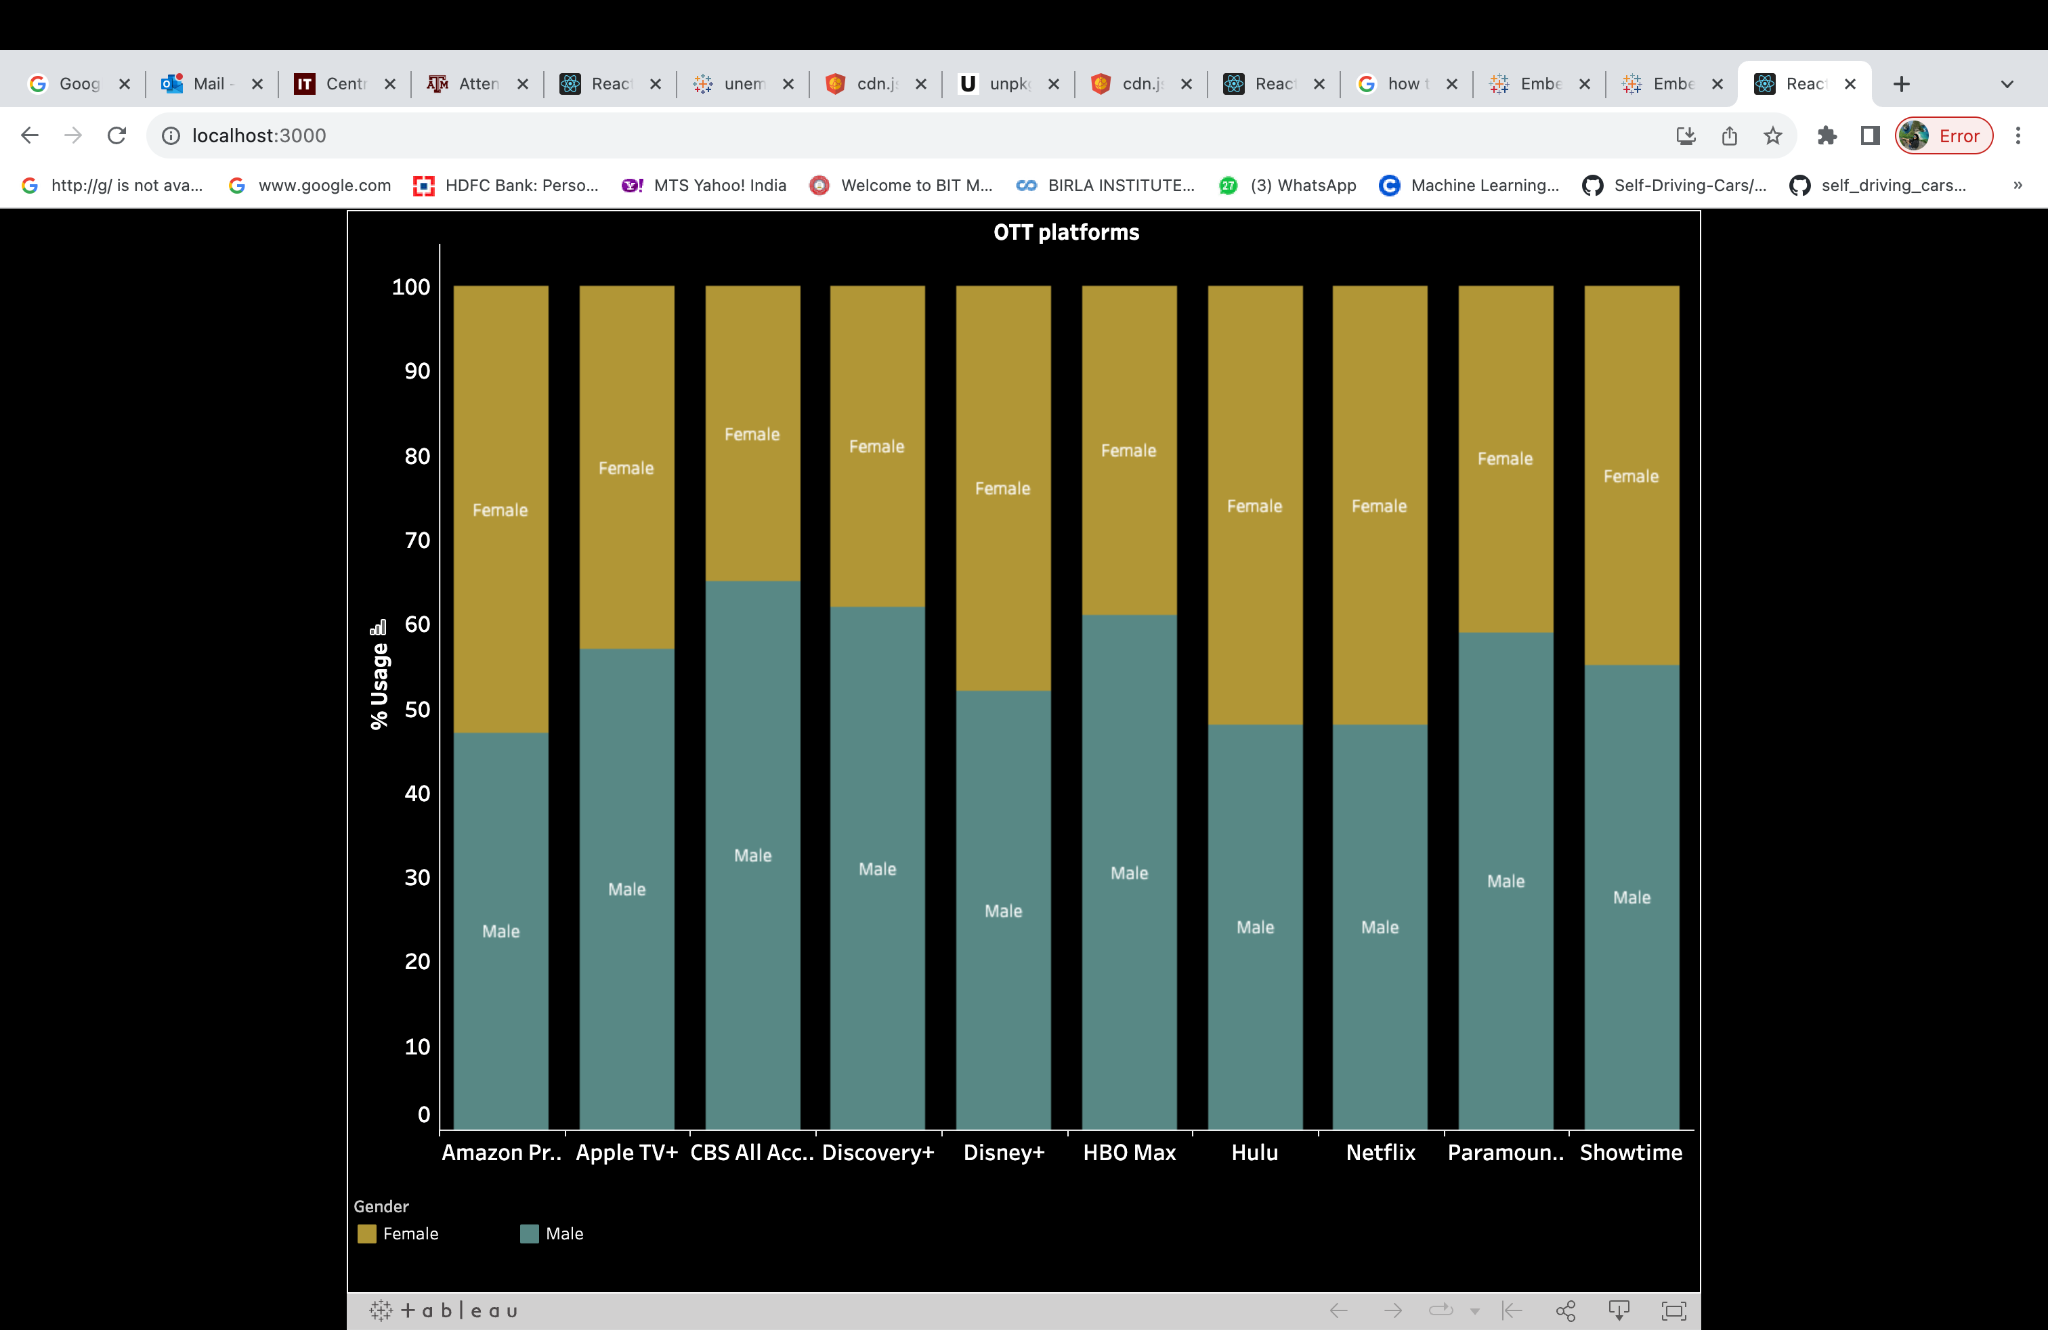 Goog Mail - IT Centr ATM Atten React unem cdn.js U unpkg cdn.js React how t Embe Embe React
localhost:3000 Error
http://g/ is not ava... www.google.com HDFC Bank: Perso... MTS Yahoo! India Welcome to BIT M... BIRLA INSTITUTE... 27 (3) WhatsApp Machine Learning... Self-Driving-Cars/... self_driving_cars... »
OTT platforms
100
90
80
70
60
50
40
30
20
10
0
% Usage
Female Female Female Female Female Female Female Female Female Female
Male Male Male Male Male Male Male Male Male Male
Amazon Pr.. Apple TV+ CBS All Acc.. Discovery+ Disney+ HBO Max Hulu Netflix Paramoun.. Showtime
Gender
Female Male
+ableau